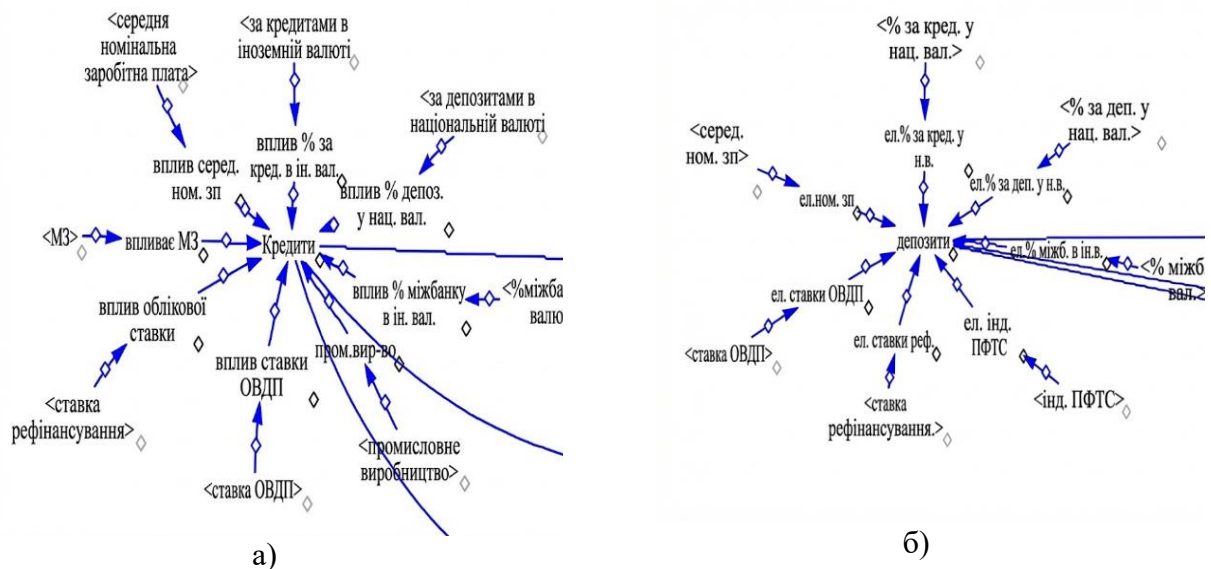 <середня
номінальна
заробітна плата>
<за кредитами в
іноземній валюті
<за депозитами в
національній валюті
вплив % за
кред. в ін. вал.
вплив серед.
ном. зп
вплив % депоз.
у нац. вал.
<МЗ>
впливає МЗ
Кредити
вплив % міжбанку
в ін. вал.
<%міжба
валю
вплив облікової
ставки
вплив ставки
ОВДП
пром.вир-во
<ставка
рефінансування>
<промисловне
виробництво>
<ставка ОВДП>
а)
<% за кред. у
нац. вал.>
<% за деп. у
нац. вал.>
<серед.
ном. зп>
ел.% за кред. у
н.в.
ел.% за деп. у н.в.
ел.ном. зп
депозити
ел.% міжб. в ін.в.
<% міжб.
вал.>
ел. ставки ОВДП
ел. ставки реф.
ел. інд.
ПФТС
<ставка ОВДП>
<ставка
рефінансування.>
<інд. ПФТС>
б)